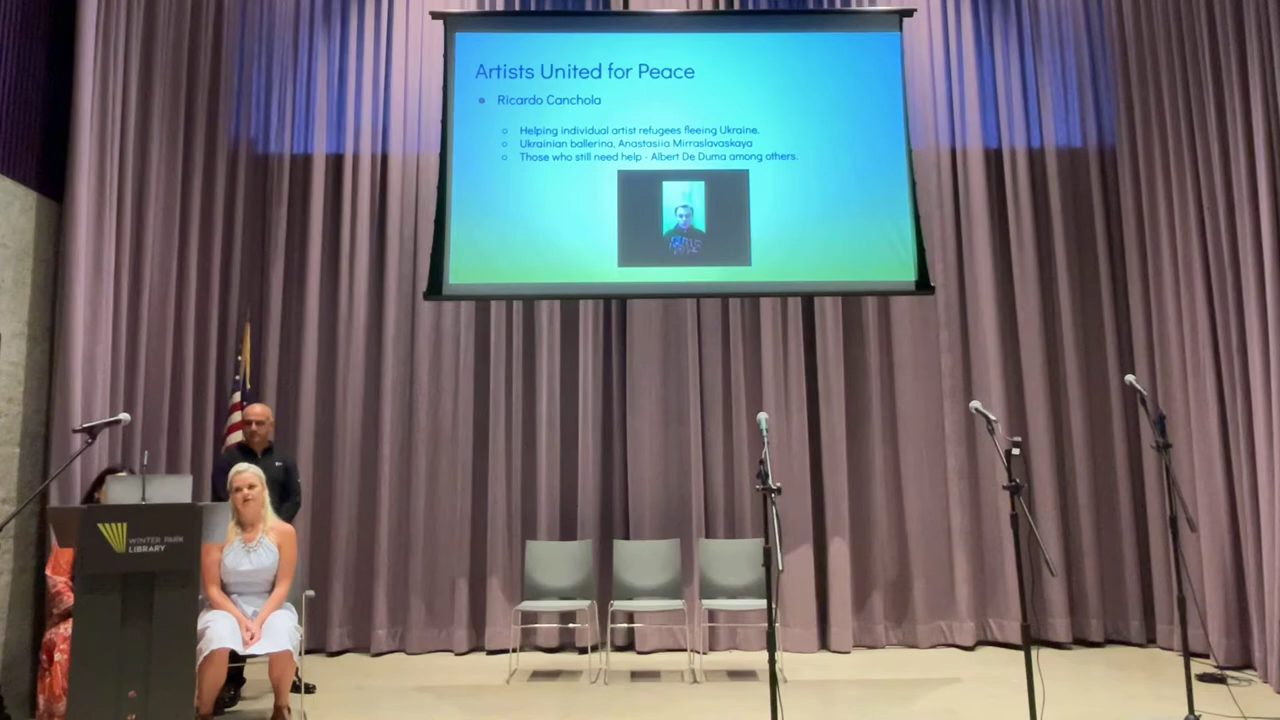 Artists United for Peace
Ricardo Canchola
Helping individual artist refugees fleeing Ukraine.
Ukrainian ballerina, Anastasiia Mirraslavaskaya
Those who still need help - Albert De Duma among others.
WINTER PARK
LIBRARY